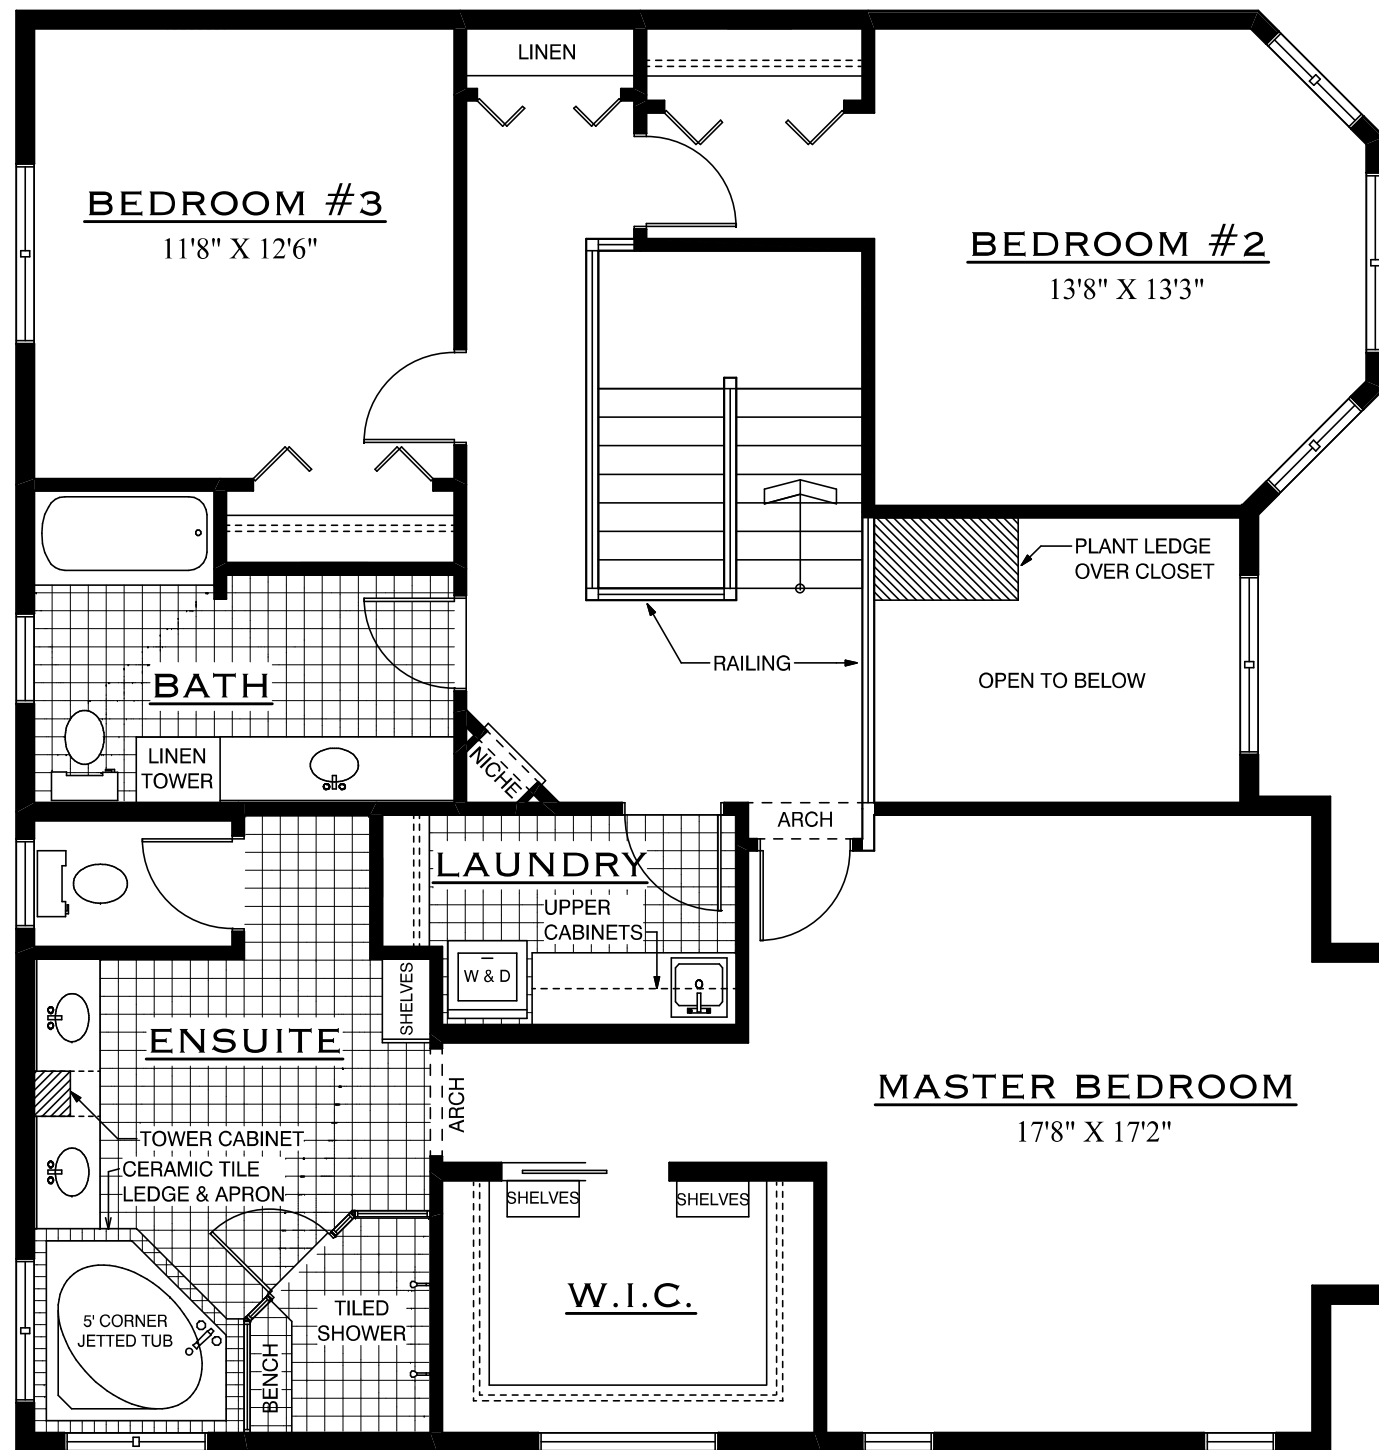 LINEN
BEDROOM #3
11'8" X 12'6"
BEDROOM #2
13'8" X 13'3"
PLANT LEDGE
OVER CLOSET
RAILING
OPEN TO BELOW
BATH
LINEN
TOWER
NICHE
ARCH
LAUNDRY
UPPER
CABINETS
W & D
SHELVES
ENSUITE
ARCH
MASTER BEDROOM
17'8" X 17'2"
TOWER CABINET
CERAMIC TILE
LEDGE & APRON
SHELVES
SHELVES
W.I.C.
TILED
SHOWER
5' CORNER
JETTED TUB
BENCH